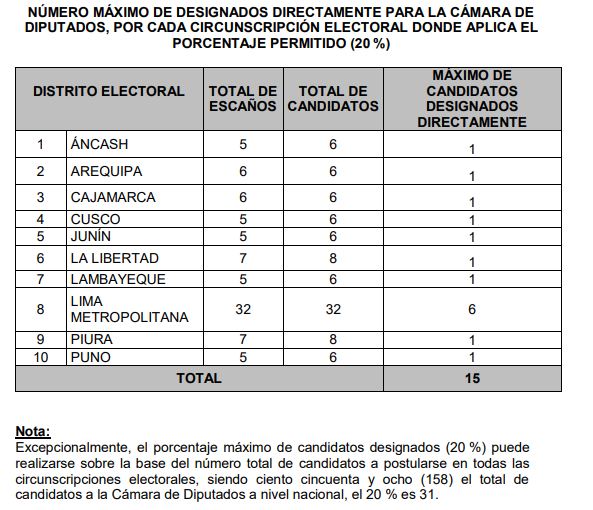 NÚMERO MÁXIMO DE DESIGNADOS DIRECTAMENTE PARA LA CÁMARA DE
DIPUTADOS, POR CADA CIRCUNSCRIPCIÓN ELECTORAL DONDE APLICA EL
PORCENTAJE PERMITIDO (20 %)
DISTRITO ELECTORAL TOTAL DE ESCAÑOS TOTAL DE CANDIDATOS MÁXIMO DE CANDIDATOS DESIGNADOS DIRECTAMENTE
1 ÁNCASH 5 6 1
2 AREQUIPA 6 6 1
3 CAJAMARCA 6 6 1
4 CUSCO 5 6 1
5 JUNÍN 5 6 1
6 LA LIBERTAD 7 8 1
7 LAMBAYEQUE 5 6 1
8 LIMA METROPOLITANA 32 32 6
9 PIURA 7 8 1
10 PUNO 5 6 1
TOTAL 15
Nota:
Excepcionalmente, el porcentaje máximo de candidatos designados (20 %) puede
realizarse sobre la base del número total de candidatos a postularse en todas las
circunscripciones electorales, siendo ciento cincuenta y ocho (158) el total de
candidatos a la Cámara de Diputados a nivel nacional, el 20 % es 31.